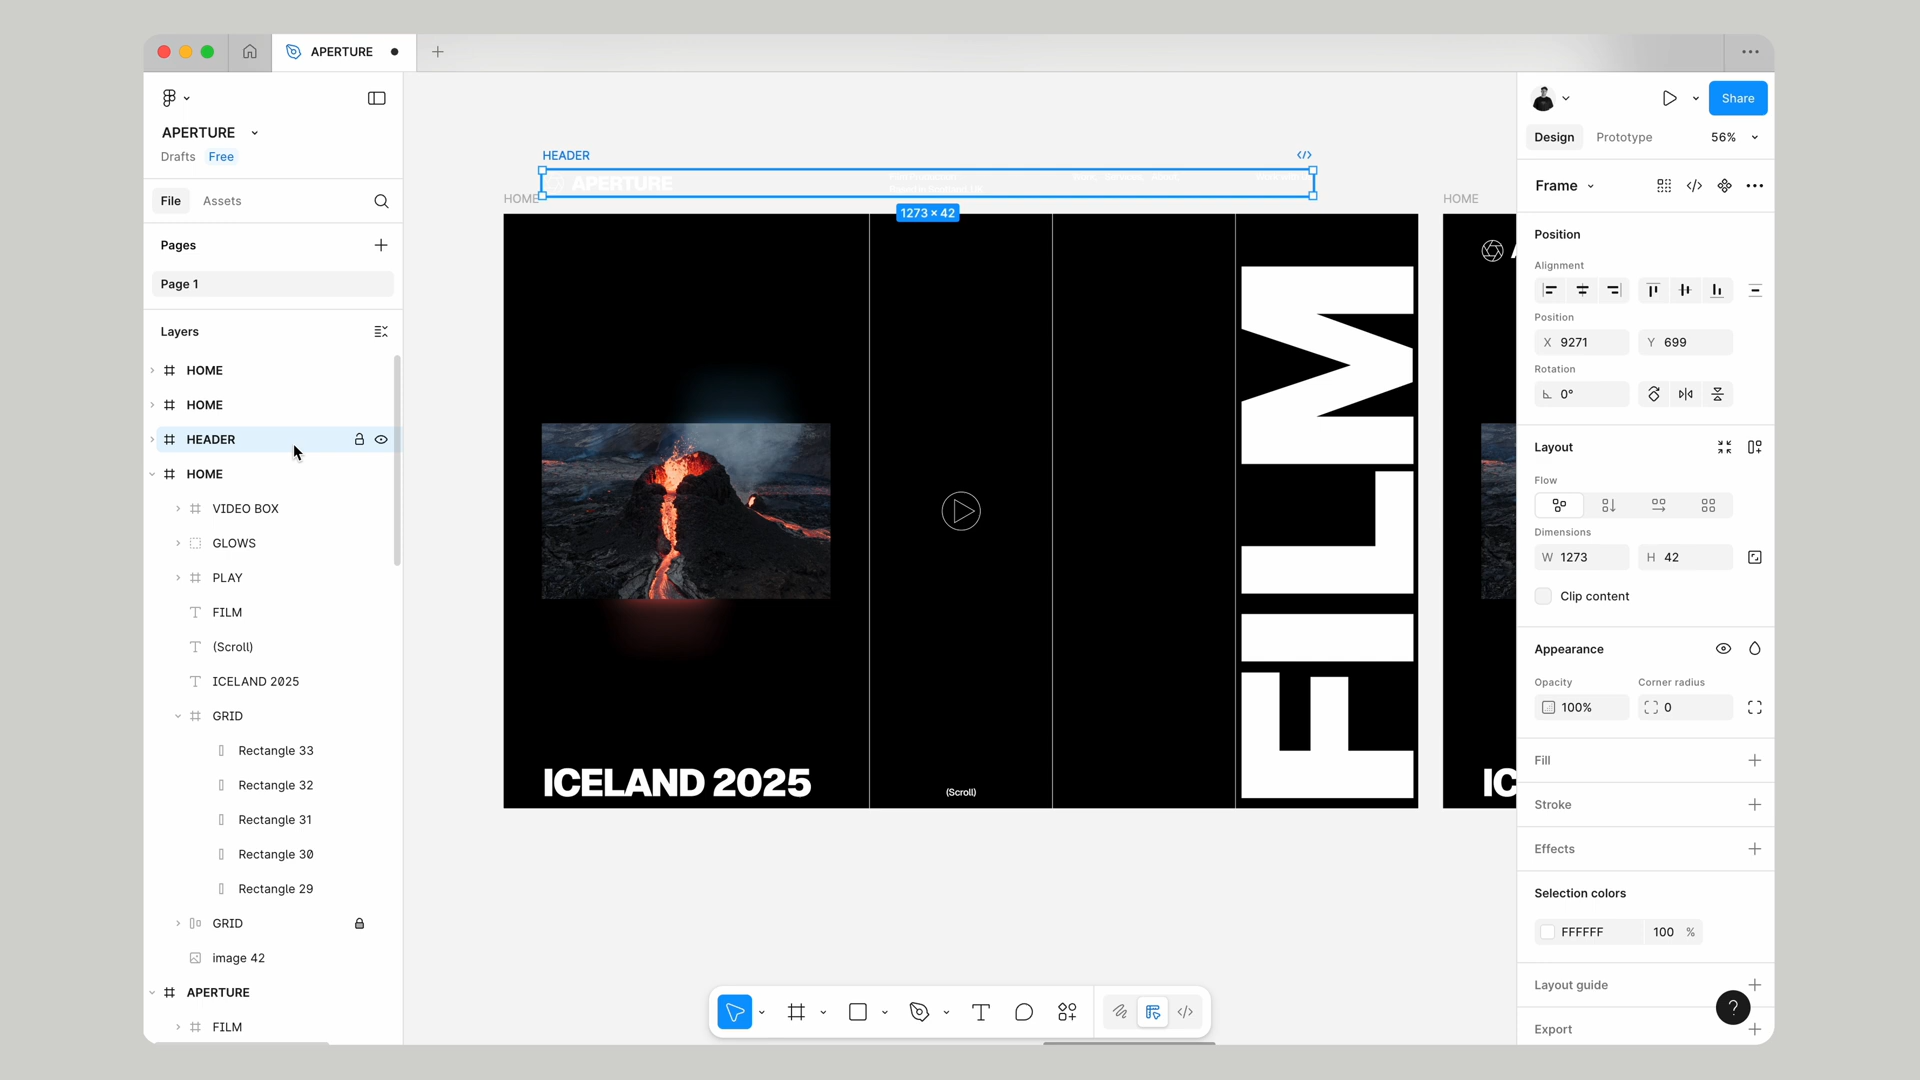 APERTURE
Share
APERTURE
Drafts Free
Design Prototype 56%
HEADER
APERTURE
HOME
HOME
1273 × 42
File Assets
Pages
Page 1
Layers
HOME
HOME
HEADER
HOME
VIDEO BOX
GLOWS
PLAY
FILM
(Scroll)
ICELAND 2025
GRID
Rectangle 33
Rectangle 32
Rectangle 31
Rectangle 30
Rectangle 29
GRID
image 42
APERTURE
FILM
FILM
ICELAND 2025
(Scroll)
IC
Frame
Position
Alignment
Position
X 9271 Y 699
Rotation
0°
Layout
Flow
Dimensions
W 1273 H 42
Clip content
Appearance
Opacity Corner radius
100% 0
Fill
Stroke
Effects
Selection colors
FFFFFF 100 %
Layout guide
Export
?